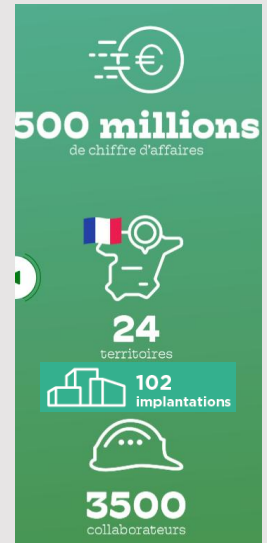 500 millions
de chiffre d'affaires
24
territoires
102
implantations
3500
collaborateurs